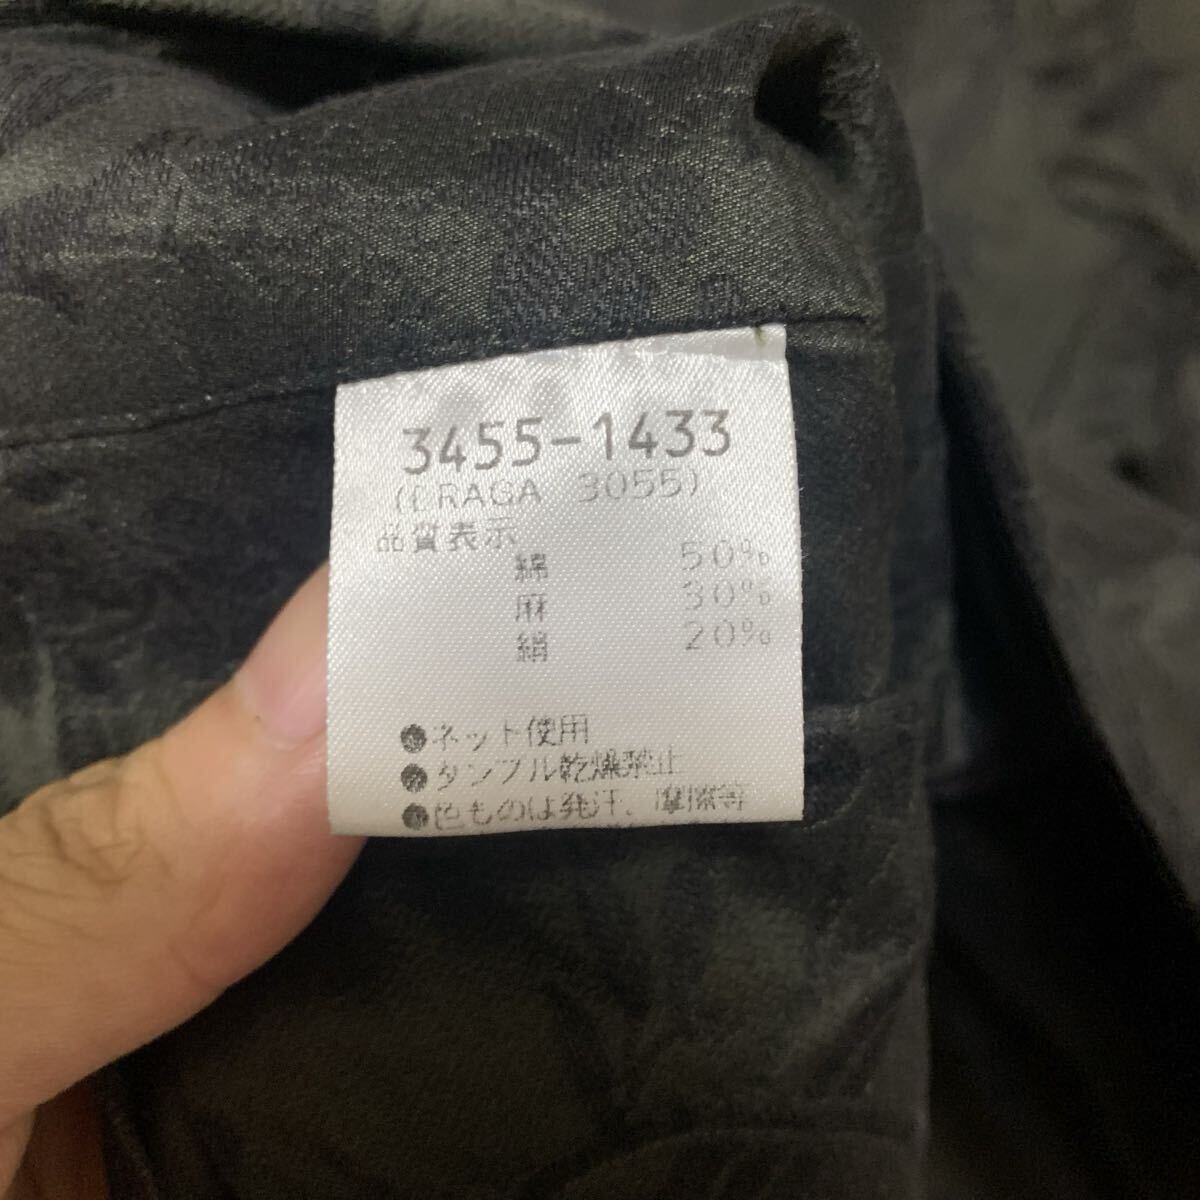 3455-1433
(ERAGA 3055)
品質表示
綿 50%
麻 30%
絹 20%
●ネット使用
●タンブル乾燥禁止
●色ものは発汗、摩擦等